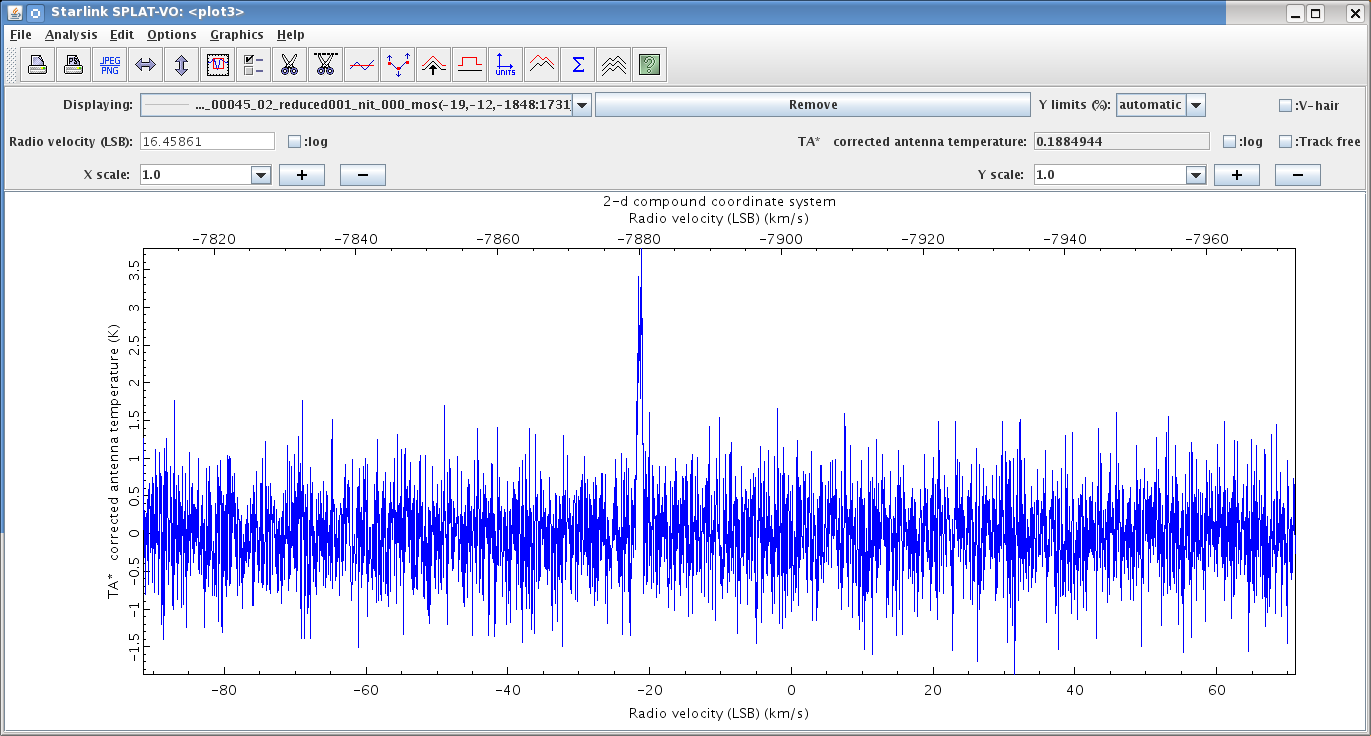 Starlink SPLAT-VO: <plot3>
File Analysis Edit Options Graphics Help
PS JPEG PNG UNITS Σ ?
Displaying: ..._00045_02_reduced001_nit_000_mos(-19,-12,-1848:1731) Remove Y limits (%): automatic :V-hair
Radio velocity (LSB): 16.45861 :log TA* corrected antenna temperature: 0.1884944 :log :Track free
X scale: 1.0 + − Y scale: 1.0 + −
2-d compound coordinate system
Radio velocity (LSB) (km/s)
−7820 −7840 −7860 −7880 −7900 −7920 −7940 −7960
3.5
3
2.5
2
1.5
1
0.5
0
−0.5
−1
−1.5
TA* corrected antenna temperature (K)
−80 −60 −40 −20 0 20 40 60
Radio velocity (LSB) (km/s)